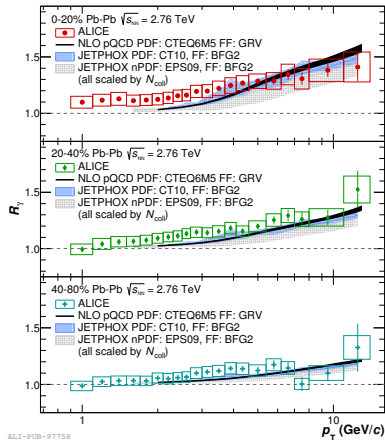 0-20% Pb-Pb √sNN = 2.76 TeV
ALICE
NLO pQCD PDF: CTEQ6M5 FF: GRV
JETPHOX PDF: CT10, FF: BFG2
JETPHOX nPDF: EPS09, FF: BFG2
(all scaled by Ncoll)
1.5
1.0
20-40% Pb-Pb √sNN = 2.76 TeV
ALICE
NLO pQCD PDF: CTEQ6M5 FF: GRV
JETPHOX PDF: CT10, FF: BFG2
JETPHOX nPDF: EPS09, FF: BFG2
(all scaled by Ncoll)
Rγ
1.5
1.0
40-80% Pb-Pb √sNN = 2.76 TeV
ALICE
NLO pQCD PDF: CTEQ6M5 FF: GRV
JETPHOX PDF: CT10, FF: BFG2
JETPHOX nPDF: EPS09, FF: BFG2
(all scaled by Ncoll)
1.5
1.0
1 10
pT (GeV/c)
ALI-PUB-97758